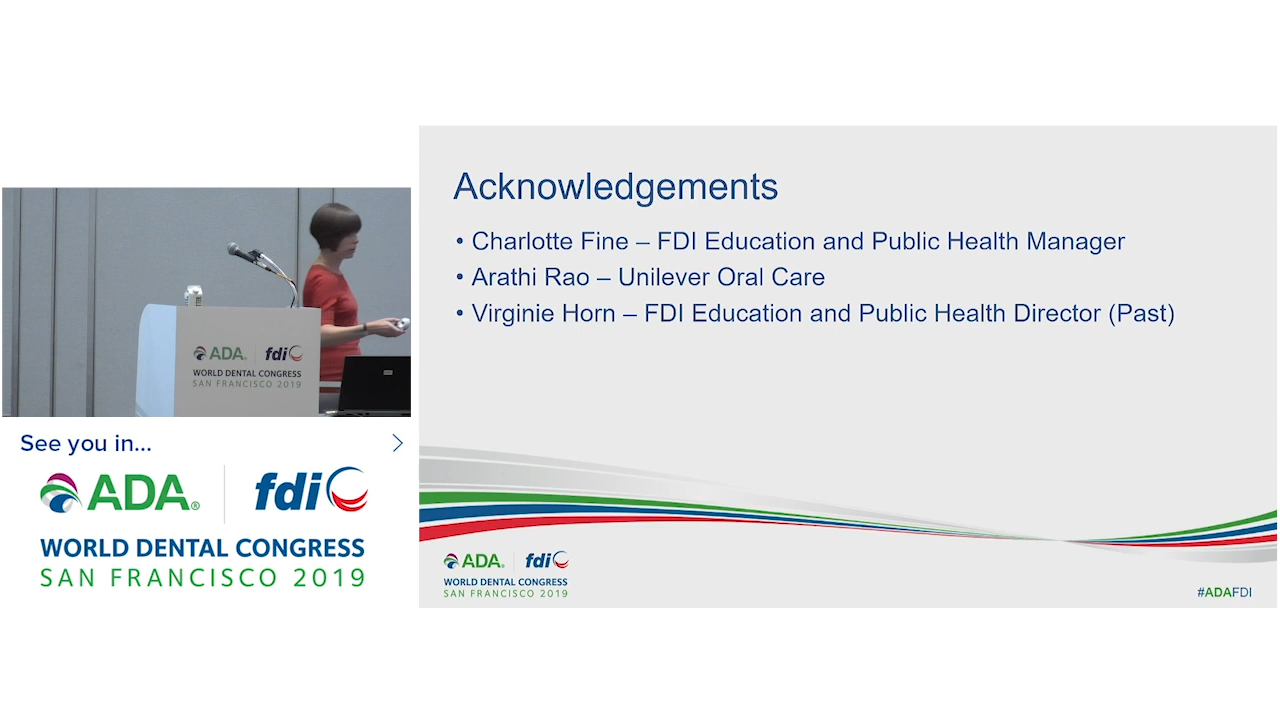 Acknowledgements
• Charlotte Fine – FDI Education and Public Health Manager
• Arathi Rao – Unilever Oral Care
• Virginie Horn – FDI Education and Public Health Director (Past)
ADA® fdi
WORLD DENTAL CONGRESS
SAN FRANCISCO 2019
#ADAFDI
ADA. fdi
WORLD DENTAL CONGRESS
SAN FRANCISCO 2019
See you in...
ADA® fdi
WORLD DENTAL CONGRESS
SAN FRANCISCO 2019